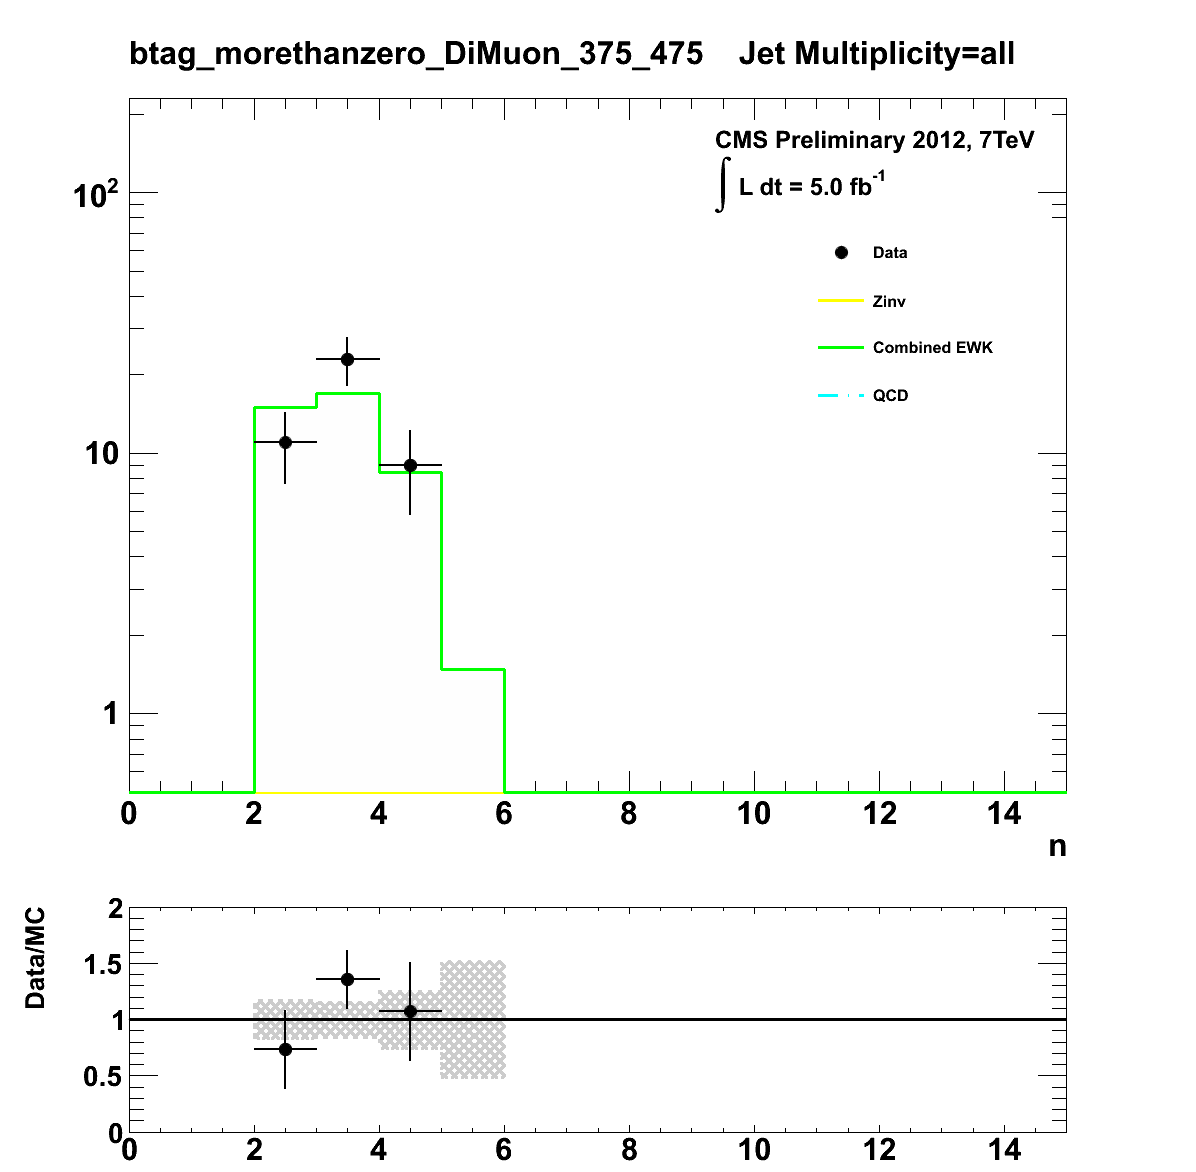 btag_morethanzero_DiMuon_375_475 Jet Multiplicity=all
CMS Preliminary 2012, 7TeV
∫ L dt = 5.0 fb⁻¹
Data
Zinv
Combined EWK
QCD
10²
10
1
0 2 4 6 8 10 12 14
n
Data/MC
2
1.5
1
0.5
0
0 2 4 6 8 10 12 14